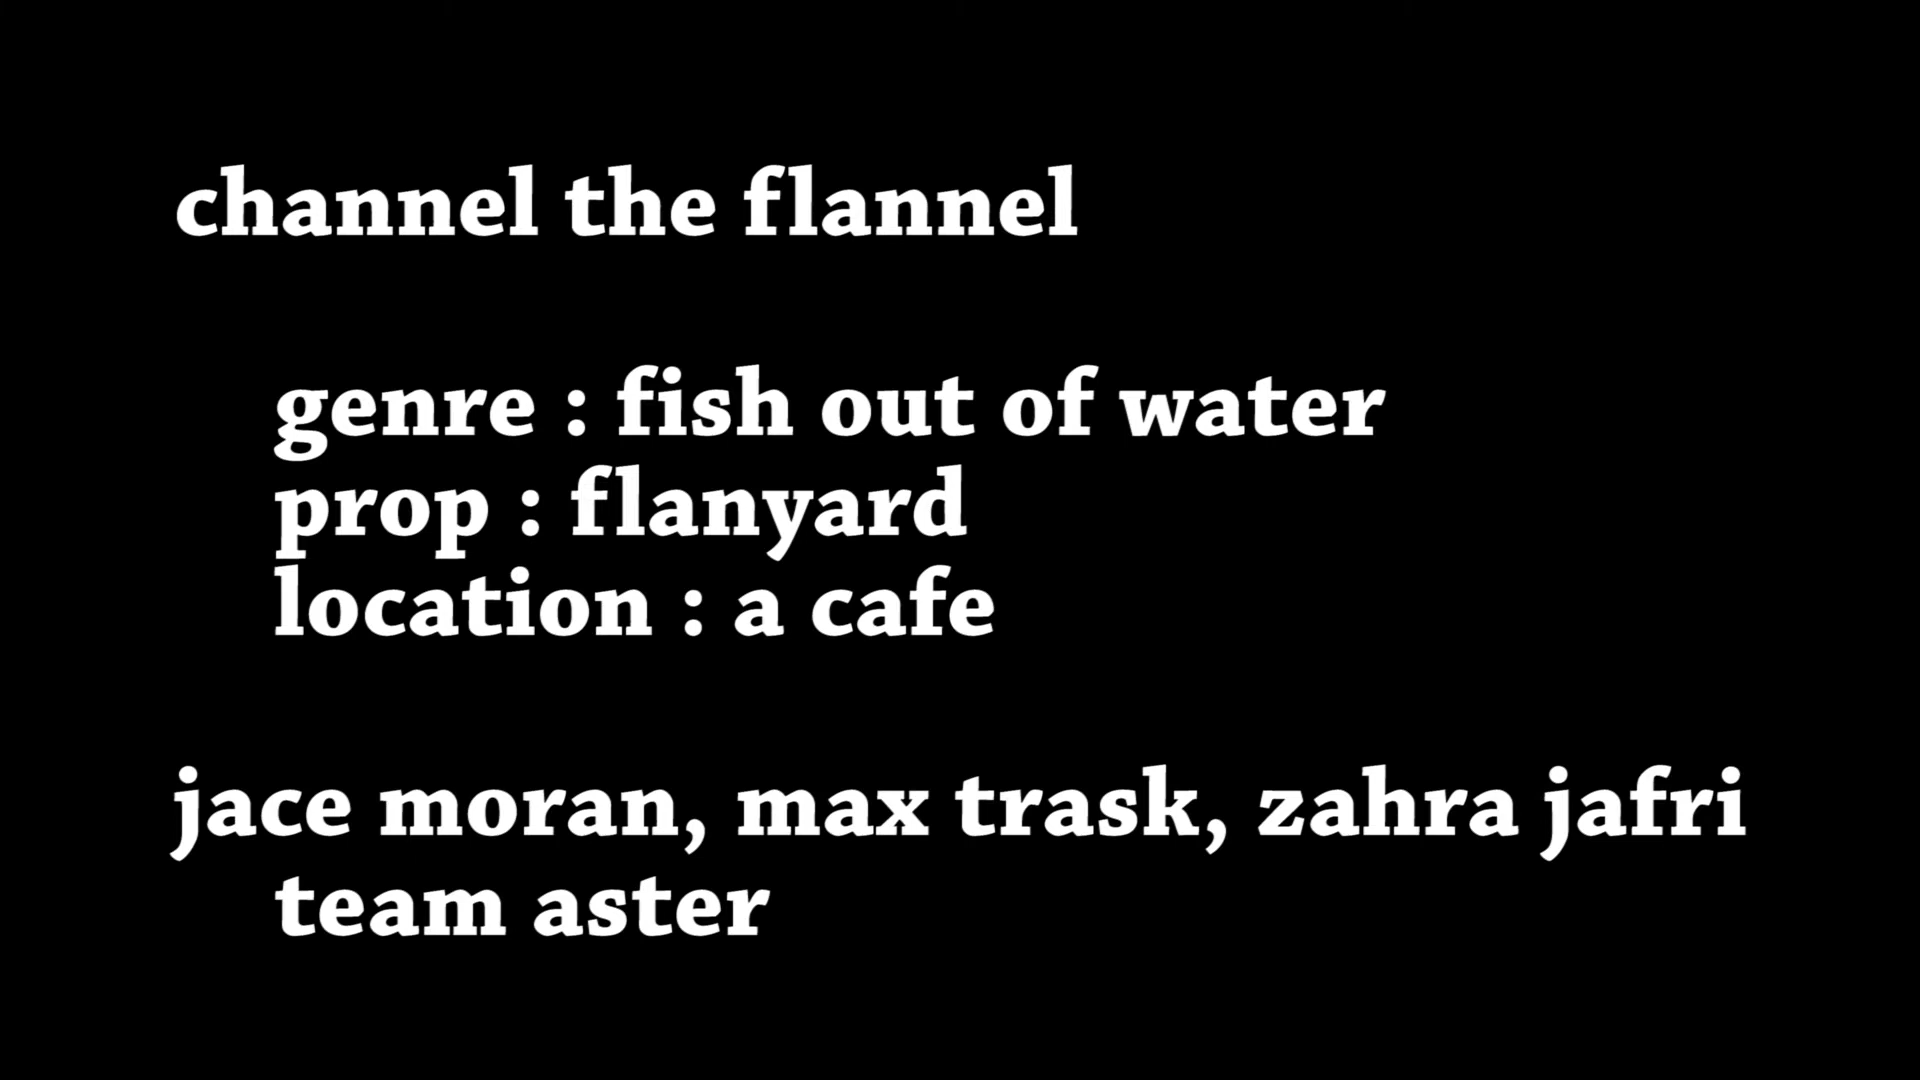 channel the flannel
genre : fish out of water
prop : flanyard
location : a cafe
jace moran, max trask, zahra jafri
team aster